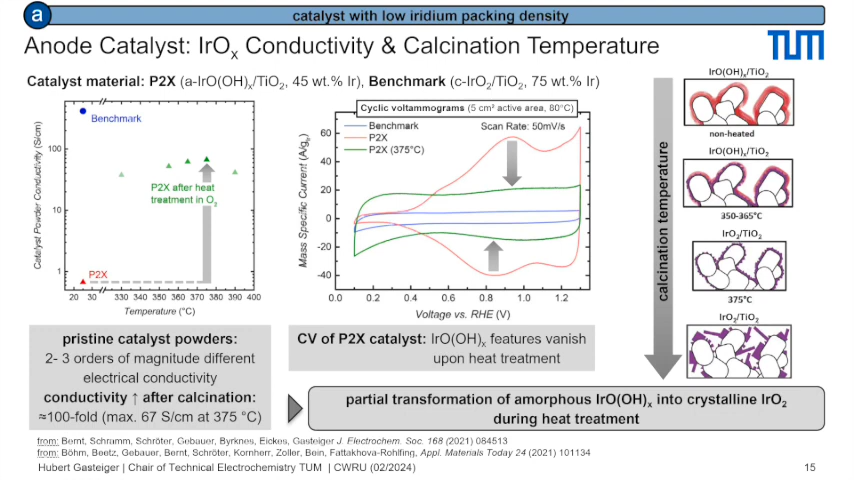 a
catalyst with low iridium packing density
Anode Catalyst: IrOx Conductivity & Calcination Temperature
TUM
Catalyst material: P2X (a-IrO(OH)x/TiO2, 45 wt.% Ir), Benchmark (c-IrO2/TiO2, 75 wt.% Ir)
Catalyst Powder Conductivity (S/cm)
100
10
1
Benchmark
P2X after heat
treatment in O2
P2X
20 30 330 340 350 360 370 380 390 400
Temperature (°C)
Cyclic voltammograms (5 cm² active area, 80°C)
Benchmark
P2X
P2X (375°C)
Scan Rate: 50mV/s
60
40
20
0
-20
-40
0.0 0.2 0.4 0.6 0.8 1.0 1.2
Voltage vs. RHE (V)
calcination temperature
IrO(OH)x/TiO2
non-heated
IrO(OH)x/TiO2
350-365°C
IrO2/TiO2
375°C
IrO2/TiO2
pristine catalyst powders:
2- 3 orders of magnitude different
electrical conductivity
conductivity ↑ after calcination:
≈100-fold (max. 67 S/cm at 375 °C)
CV of P2X catalyst: IrO(OH)x features vanish
upon heat treatment
partial transformation of amorphous IrO(OH)x into crystalline IrO2
during heat treatment
from: Bernt, Schramm, Schröter, Gebauer, Byrknes, Eickes, Gasteiger J. Electrochem. Soc. 168 (2021) 084513
from: Böhm, Beetz, Gebauer, Bernt, Schröter, Kornherr, Zoller, Bein, Fattakhova-Rohlfing, Appl. Materials Today 24 (2021) 101134
Hubert Gasteiger | Chair of Technical Electrochemistry TUM | CWRU (02/2024)
15